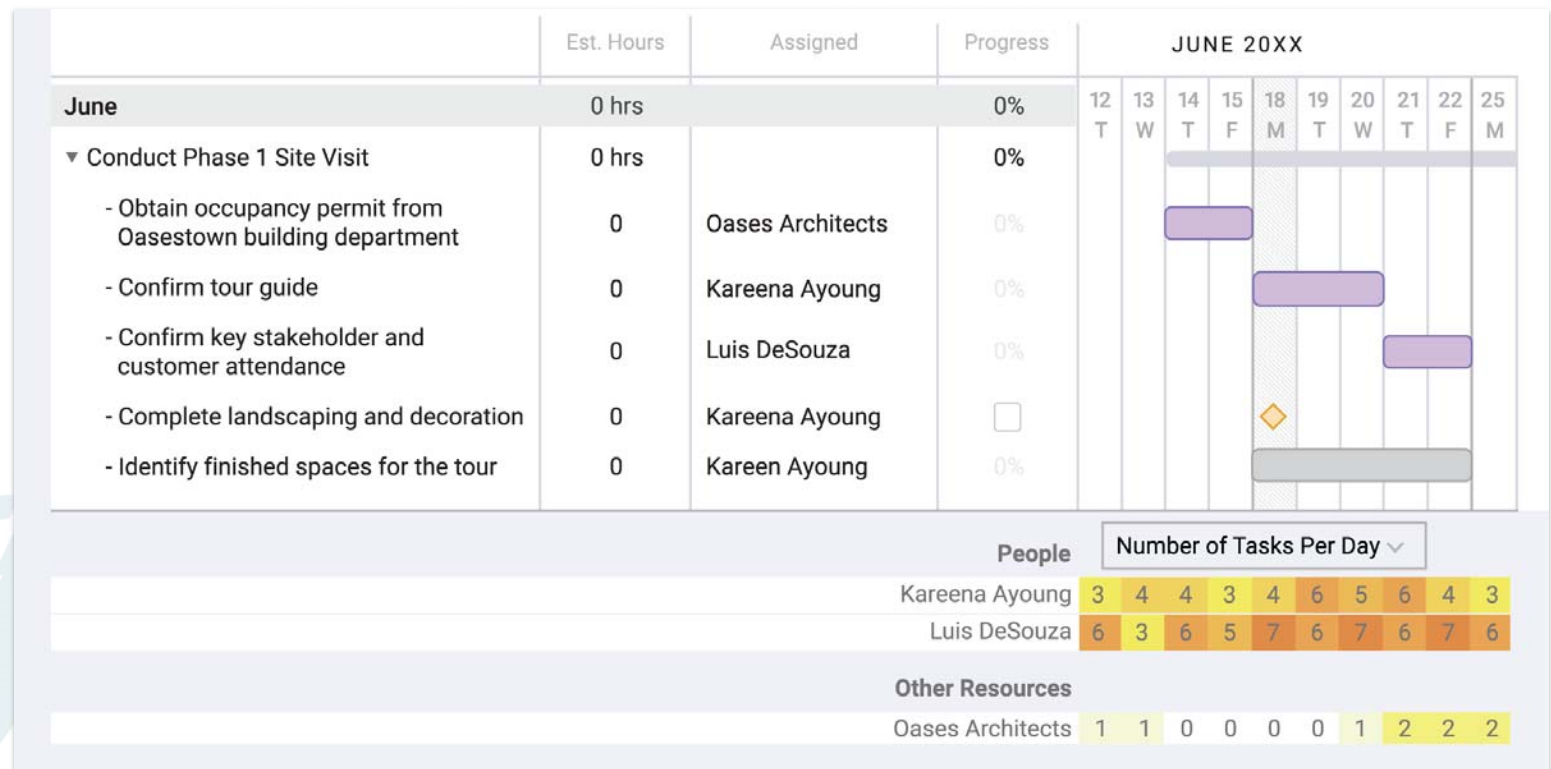 Est. Hours Assigned Progress JUNE 20XX
12 13 14 15 18 19 20 21 22 25
T W T F M T W T F M
June 0 hrs 0%
▼ Conduct Phase 1 Site Visit 0 hrs 0%
- Obtain occupancy permit from
Oasestown building department 0 Oases Architects 0%
- Confirm tour guide 0 Kareena Ayoung 0%
- Confirm key stakeholder and
customer attendance 0 Luis DeSouza 0%
- Complete landscaping and decoration 0 Kareena Ayoung
- Identify finished spaces for the tour 0 Kareen Ayoung 0%
People Number of Tasks Per Day
Kareena Ayoung 3 4 4 3 4 6 5 6 4 3
Luis DeSouza 6 3 6 5 7 6 7 6 7 6
Other Resources
Oases Architects 1 1 0 0 0 0 1 2 2 2